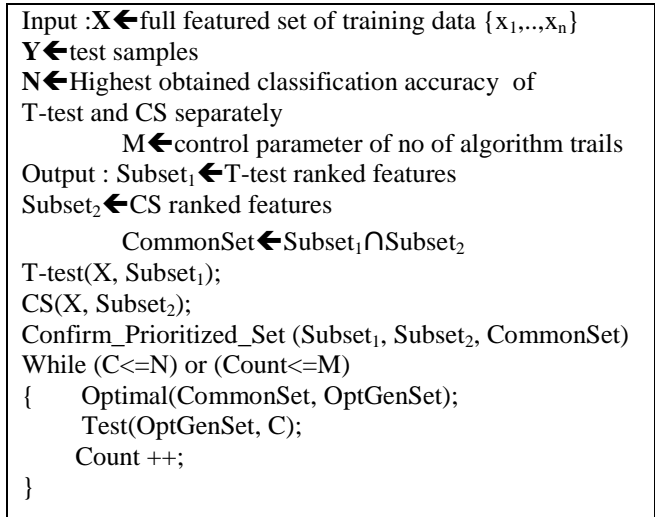 Input :X🡸full featured set of training data {x₁,..,xₙ}
Y🡸test samples
N🡸Highest obtained classification accuracy of
T-test and CS separately
M🡸control parameter of no of algorithm trails
Output : Subset₁🡸T-test ranked features
Subset₂🡸CS ranked features
CommonSet🡸Subset₁∩Subset₂
T-test(X, Subset₁);
CS(X, Subset₂);
Confirm_Prioritized_Set (Subset₁, Subset₂, CommonSet)
While (C<=N) or (Count<=M)
{ Optimal(CommonSet, OptGenSet);
Test(OptGenSet, C);
Count ++;
}